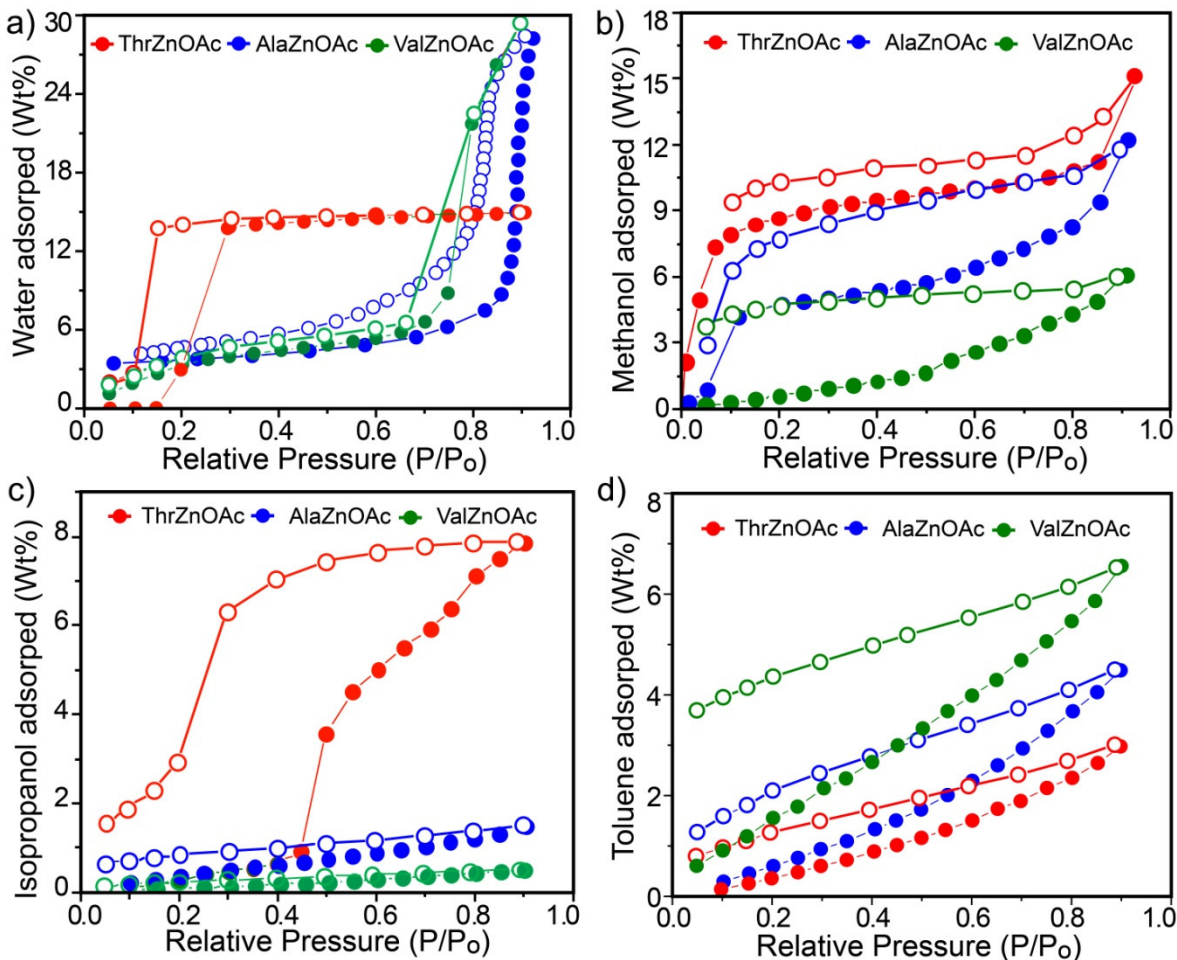 a)
ThrZnOAc AlaZnOAc ValZnOAc
Water adsorped (Wt%)
30
24
18
12
6
0
0.0 0.2 0.4 0.6 0.8 1.0
Relative Pressure (P/Po)
b)
ThrZnOAc AlaZnOAc ValZnOAc
Methanol adsorped (Wt%)
18
15
12
9
6
3
0
0.0 0.2 0.4 0.6 0.8 1.0
Relative Pressure (P/Po)
c)
ThrZnOAc AlaZnOAc ValZnOAc
Isopropanol adsorped (Wt%)
8
6
4
2
0
0.0 0.2 0.4 0.6 0.8 1.0
Relative Pressure (P/Po)
d)
ThrZnOAc AlaZnOAc ValZnOAc
Toluene adsorped (Wt%)
8
6
4
2
0
0.0 0.2 0.4 0.6 0.8 1.0
Relative Pressure (P/Po)